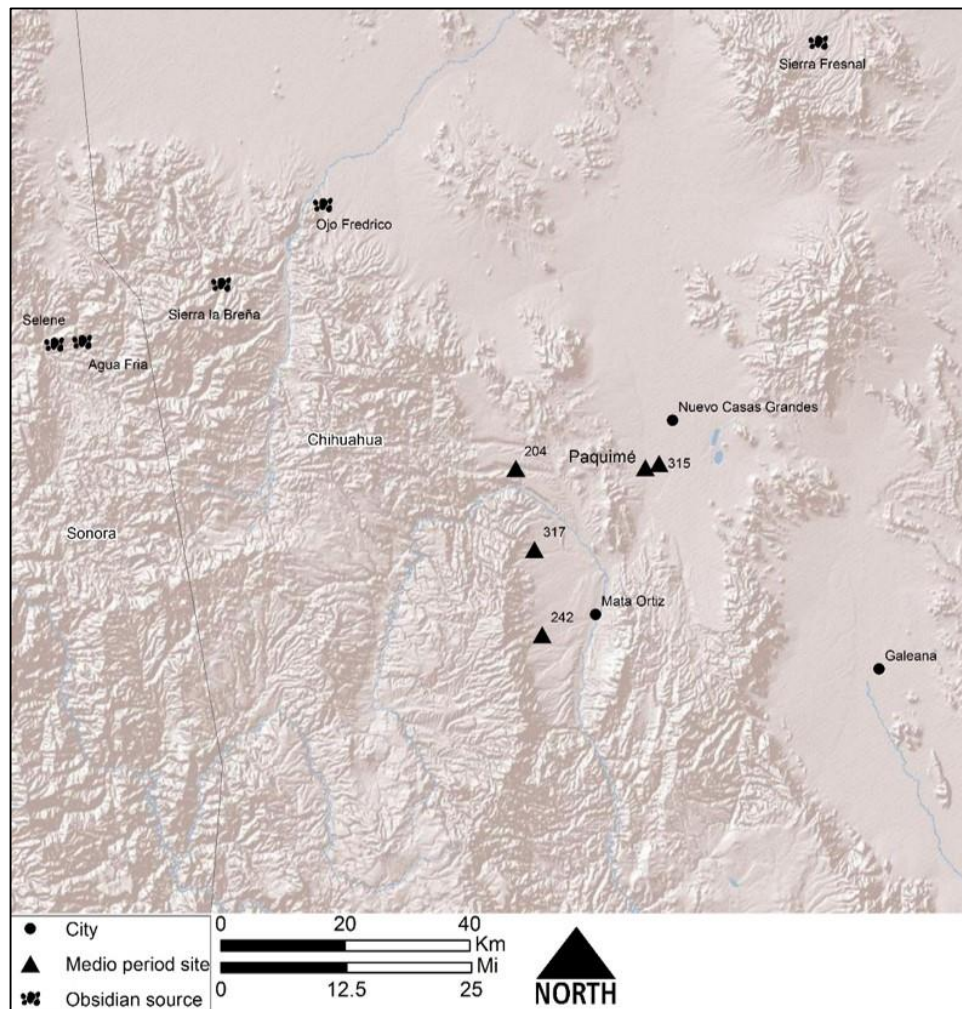 Sierra Fresnal
Ojo Fredrico
Sierra la Breña
Selene
Agua Fria
Nuevo Casas Grandes
Chihuahua
204
Paquimé
315
Sonora
317
Mata Ortiz
242
Galeana
City
Medio period site
Obsidian source
0 20 40
Km
Mi
0 12.5 25
NORTH